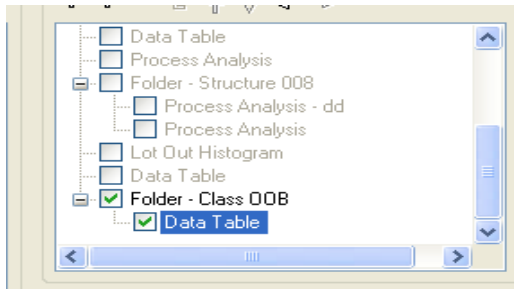 Data Table
Process Analysis
Folder - Structure 008
Process Analysis - dd
Process Analysis
Lot Out Histogram
Data Table
Folder - Class OOB
Data Table